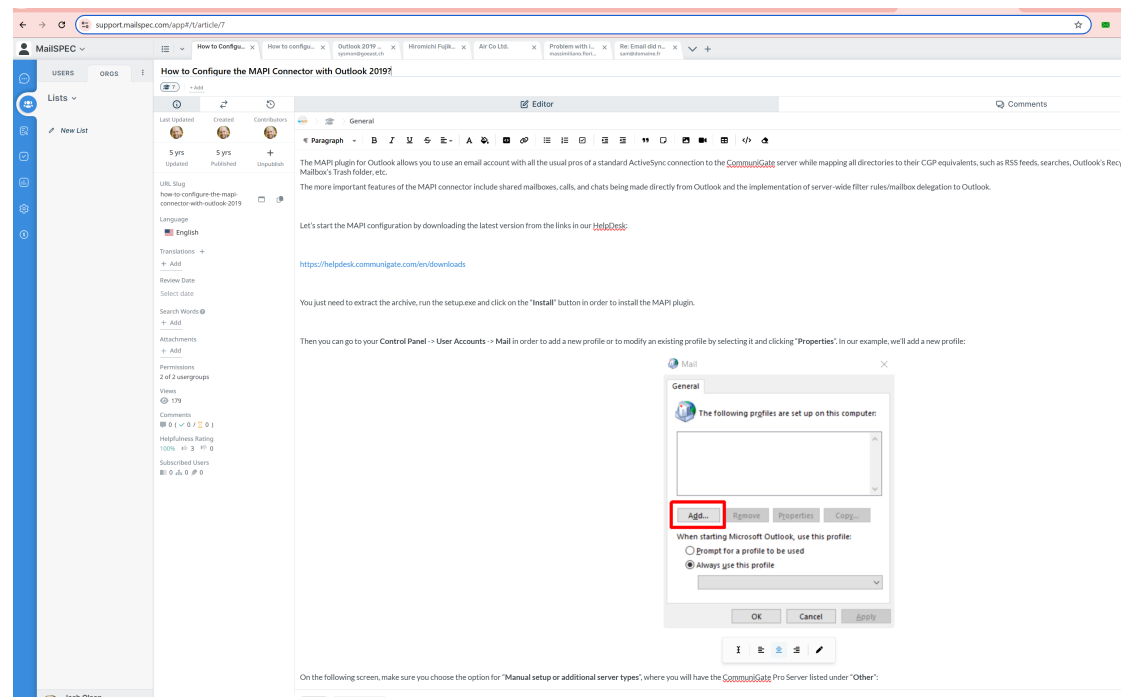 support.mailspec.com/app#/t/article/7
MailSPEC
How to Configu... x
How to configu... x
Outlook 2019 ... x
sysmon@goeast.ch
Hiromichi Fujik... x
Air Co Ltd. x
Problem with i... x
massimiliano.fiori...
Re: Email did n... x
sam@domaine.fr
USERS ORGS
Lists
New List
How to Configure the MAPI Connector with Outlook 2019?
7
+ Add
Last Updated Created Contributors
5 yrs 5 yrs +
Updated Published Unpublish
URL Slug
how-to-configure-the-mapi-
connector-with-outlook-2019
Language
English
Translations +
+ Add
Review Date
Select date
Search Words
+ Add
Attachments
+ Add
Permissions
2 of 2 usergroups
Views
179
Comments
0 ( 0 / 0 )
Helpfulness Rating
100% 3 0
Subscribed Users
0 0 0
Editor
Comments
General
Paragraph
B I U S A
The MAPI plugin for Outlook allows you to use an email account with all the usual pros of a standard ActiveSync connection to the CommuniGate server while mapping all directories to their CGP equivalents, such as RSS feeds, searches, Outlook's Recy
Mailbox's Trash folder, etc.
The more important features of the MAPI connector include shared mailboxes, calls, and chats being made directly from Outlook and the implementation of server-wide filter rules/mailbox delegation to Outlook.
Let's start the MAPI configuration by downloading the latest version from the links in our HelpDesk:
https://helpdesk.communigate.com/en/downloads
You just need to extract the archive, run the setup.exe and click on the "Install" button in order to install the MAPI plugin.
Then you can go to your Control Panel -> User Accounts -> Mail in order to add a new profile or to modify an existing profile by selecting it and clicking "Properties". In our example, we'll add a new profile:
Mail
General
The following profiles are set up on this computer:
Add... Remove Properties Copy...
When starting Microsoft Outlook, use this profile:
Prompt for a profile to be used
Always use this profile
OK Cancel Apply
On the following screen, make sure you choose the option for "Manual setup or additional server types", where you will have the CommuniGate Pro Server listed under "Other":